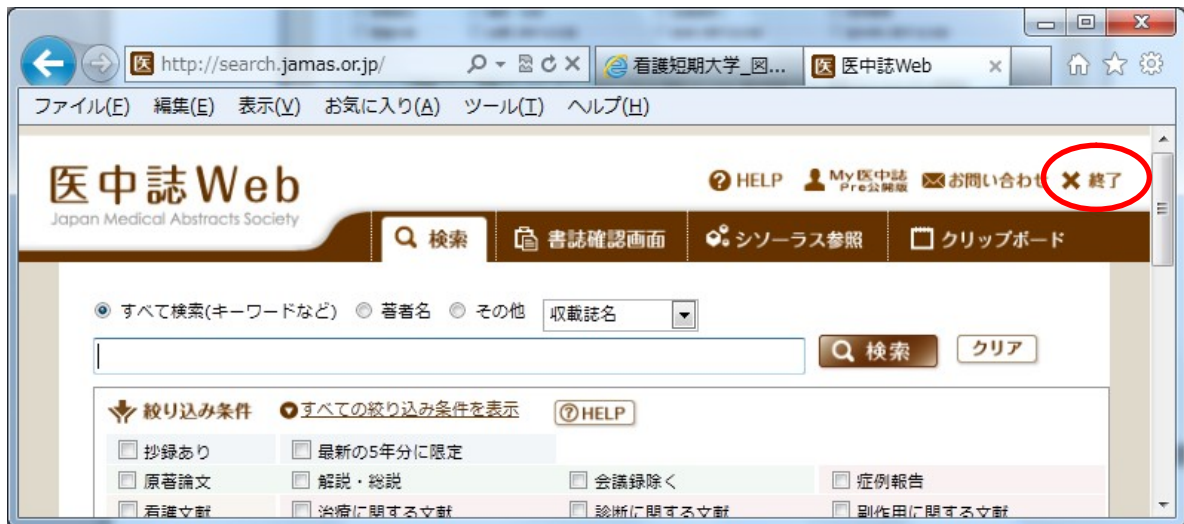 http://search.jamas.or.jp/
看護短期大学_図...
医中誌Web
ファイル(F) 編集(E) 表示(V) お気に入り(A) ツール(T) ヘルプ(H)
医中誌Web
Japan Medical Abstracts Society
HELP My医中誌 Pre公開版 お問い合わせ 終了
検索 書誌確認画面 シソーラス参照 クリップボード
すべて検索(キーワードなど) 著者名 その他 収載誌名
検索 クリア
絞り込み条件 すべての絞り込み条件を表示 HELP
抄録あり 最新の5年分に限定
原著論文 解説・総説 会議録除く 症例報告
看護文献 治療に関する文献 診断に関する文献 副作用に関する文献